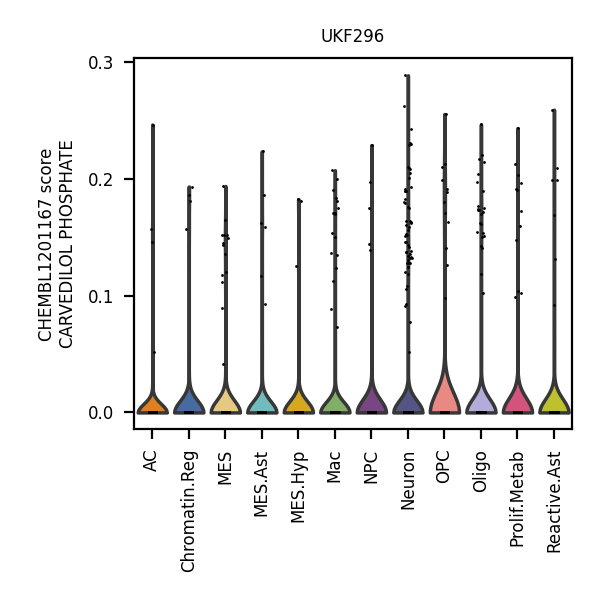 UKF296
CHEMBL1201167 score
CARVEDILOL PHOSPHATE
0.3
0.2
0.1
0.0
AC
Chromatin.Reg
MES
MES.Ast
MES.Hyp
Mac
NPC
Neuron
OPC
Oligo
Prolif.Metab
Reactive.Ast